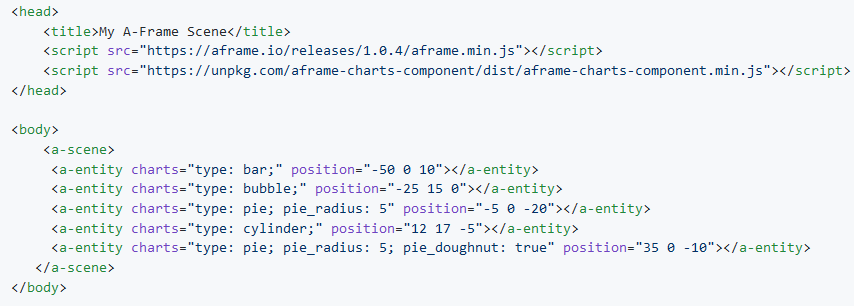 <head>
    <title>My A-Frame Scene</title>
    <script src="https://aframe.io/releases/1.0.4/aframe.min.js"></script>
    <script src="https://unpkg.com/aframe-charts-component/dist/aframe-charts-component.min.js"></script>
</head>

<body>
    <a-scene>
     <a-entity charts="type: bar;" position="-50 0 10"></a-entity>
     <a-entity charts="type: bubble;" position="-25 15 0"></a-entity>
     <a-entity charts="type: pie; pie_radius: 5" position="-5 0 -20"></a-entity>
     <a-entity charts="type: cylinder;" position="12 17 -5"></a-entity>
     <a-entity charts="type: pie; pie_radius: 5; pie_doughnut: true" position="35 0 -10"></a-entity>
   </a-scene>
</body>